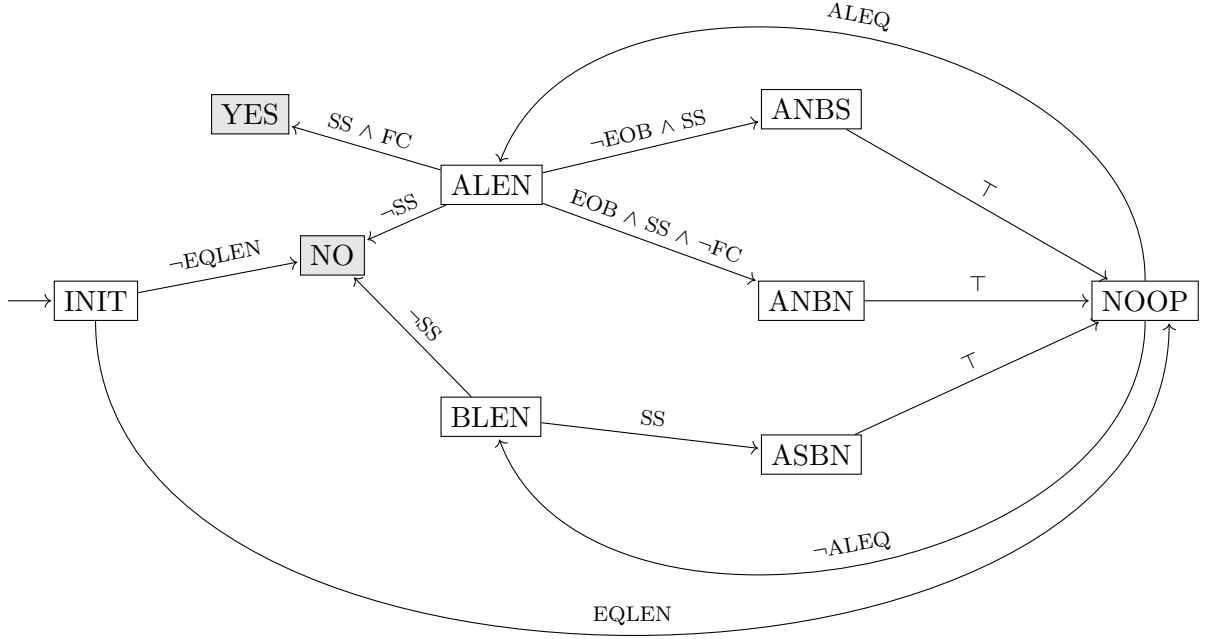 ALEQ
YES
SS ∧ FC
¬EOB ∧ SS
ANBS
ALEN
¬SS
EOB ∧ SS ∧ ¬FC
⊤
¬EQLEN
NO
INIT
ANBN
⊤
NOOP
¬SS
BLEN
SS
ASBN
⊤
¬ALEQ
EQLEN